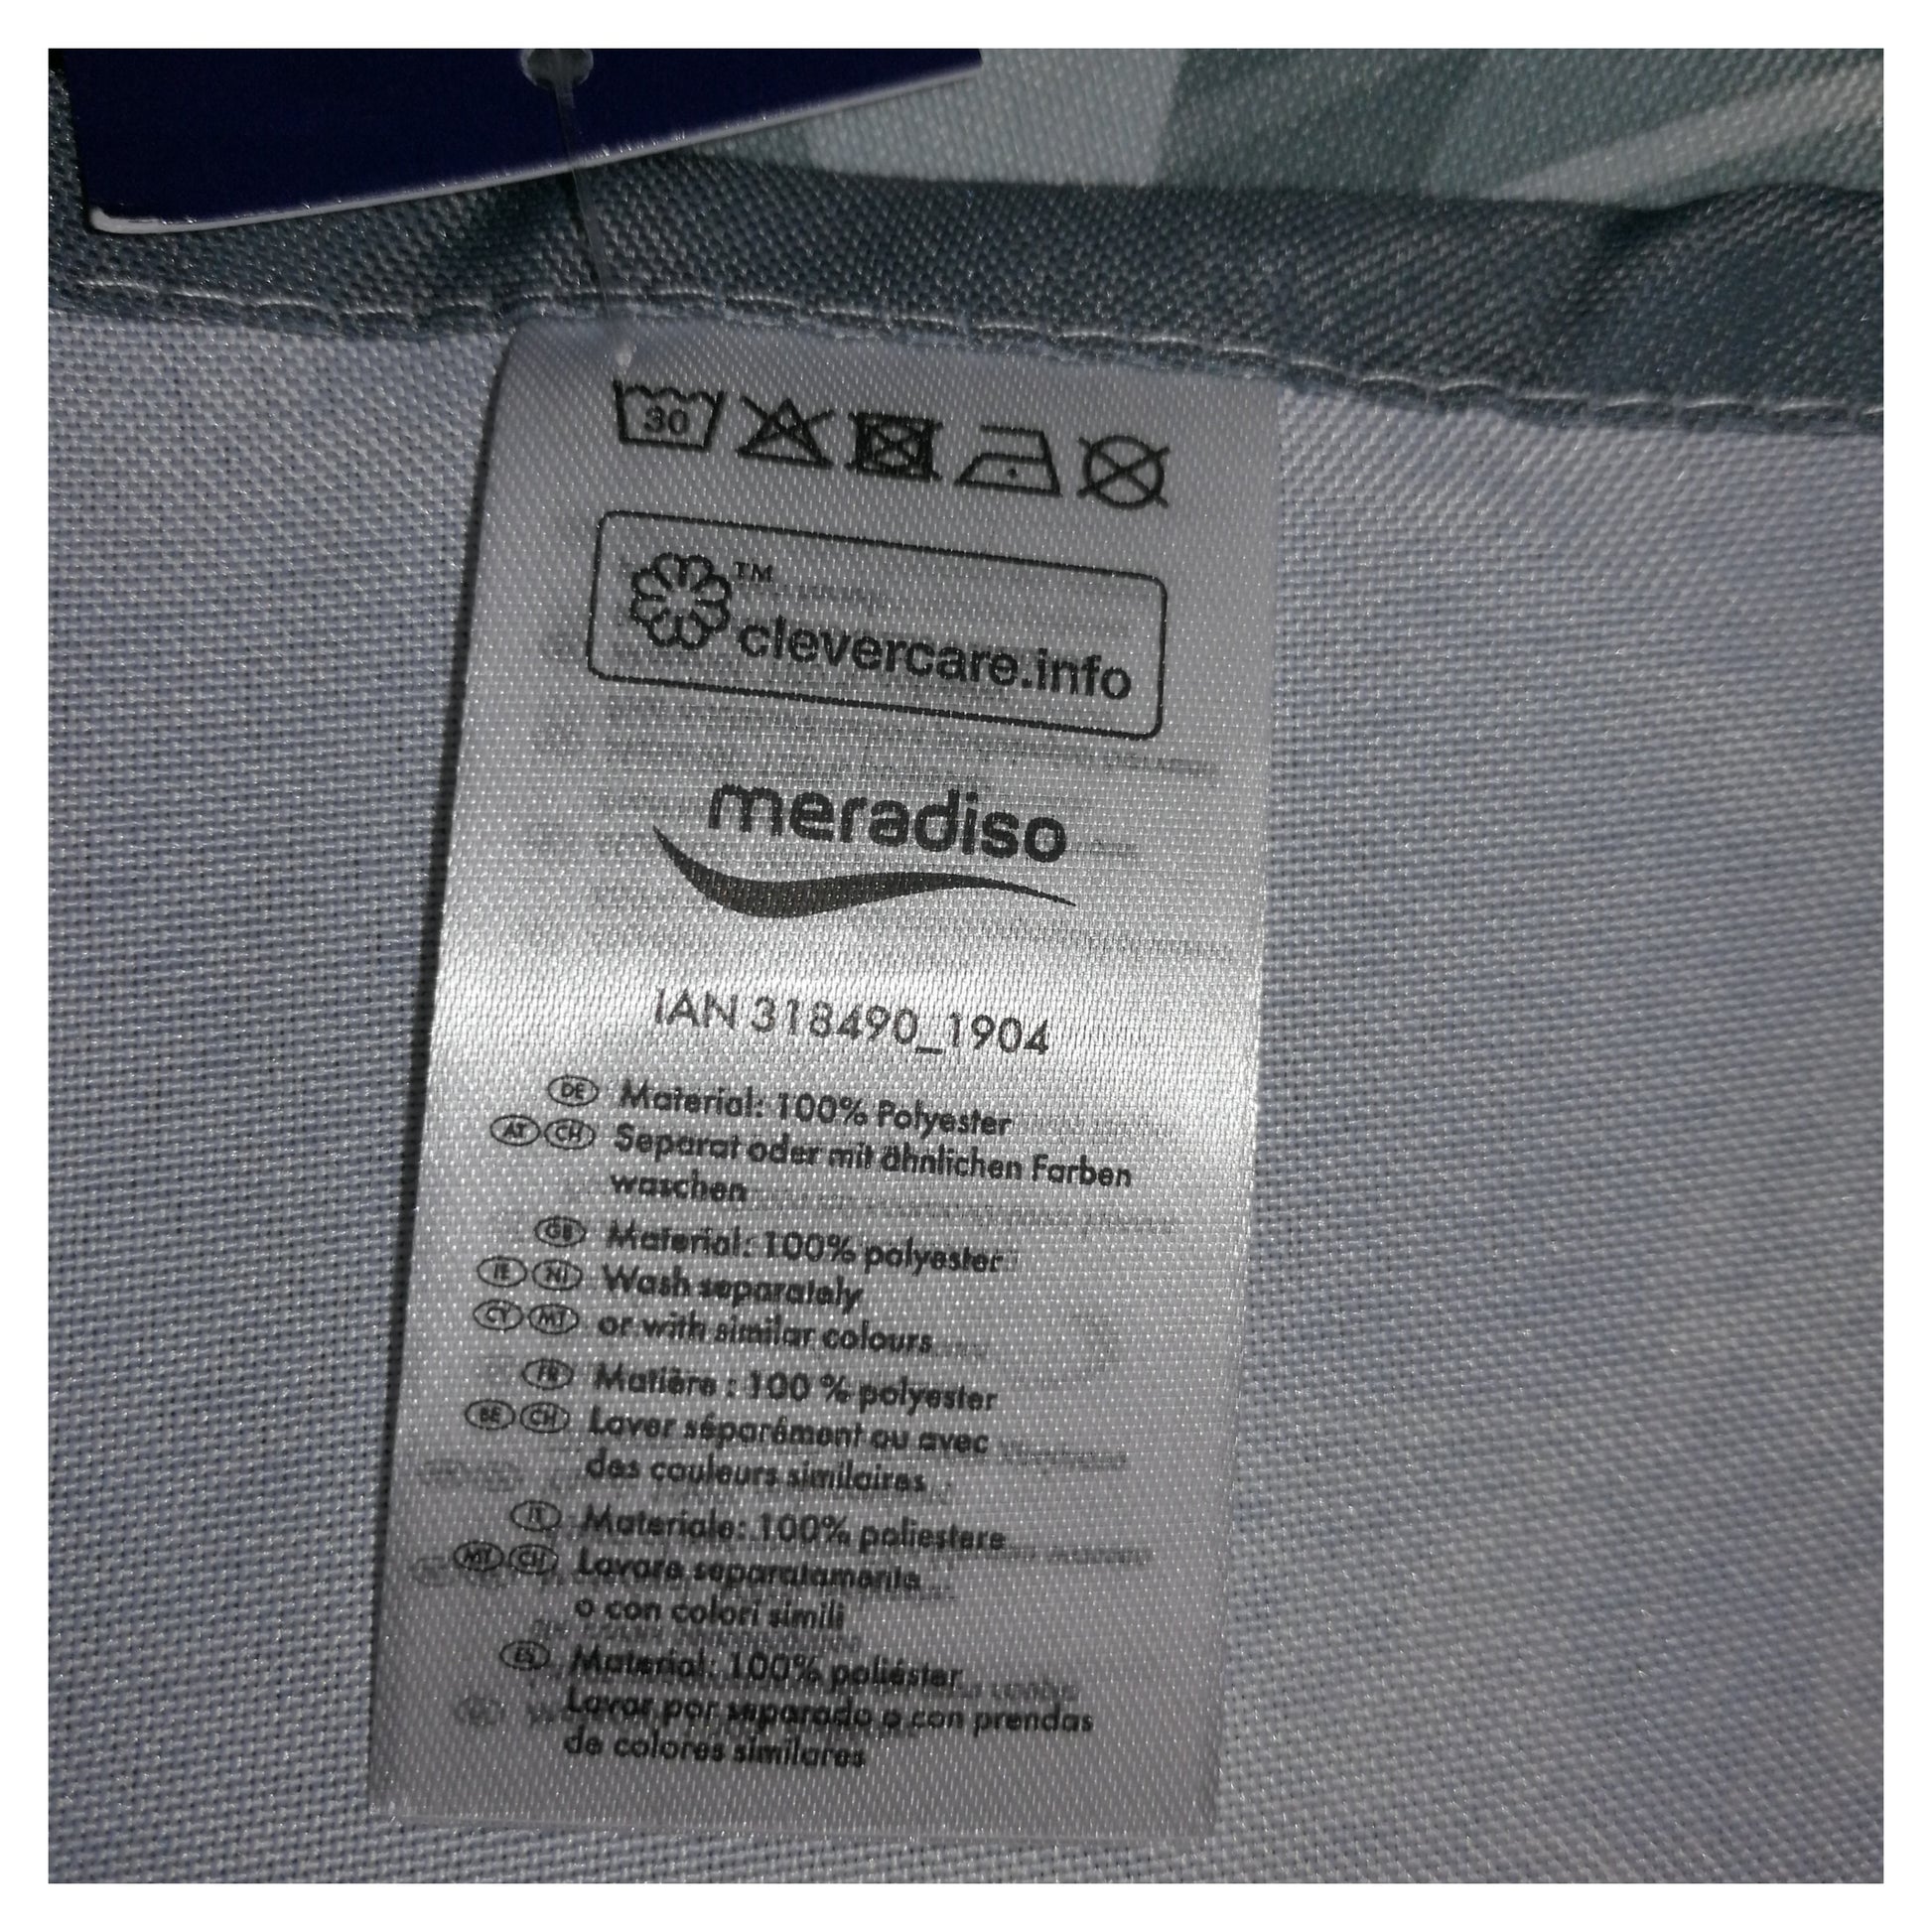 30
TM
clevercare.info
meradiso
IAN 318490_1904
DE Material: 100% Polyester
AT CH Separat oder mit ähnlichen Farben
waschen
GB Material: 100% polyester
IE NI Wash separately
CY MT or with similar colours
FR Matière : 100 % polyester
BE CH Laver séparément ou avec
des couleurs similaires
IT Materiale: 100% poliestere
MT CH Lavare separatamente
o con colori simili
ES Material: 100% poliéster
Lavar por separado o con prendas
de colores similares